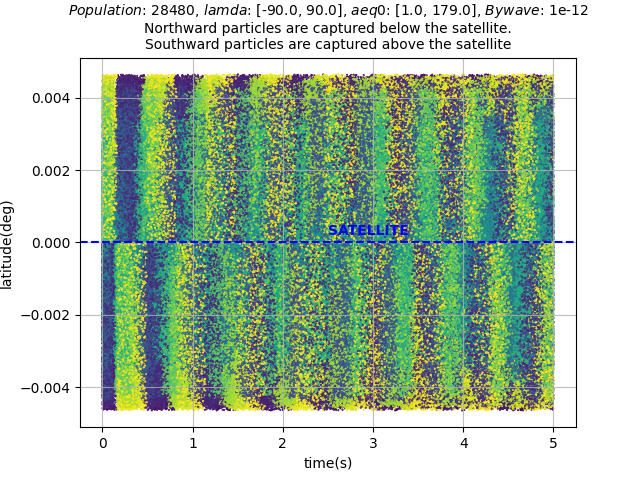 Population: 28480, lamda: [-90.0, 90.0], aeq0: [1.0, 179.0], Bywave: 1e-12
Northward particles are captured below the satellite.
Southward particles are captured above the satellite
0.004
0.002
0.000
−0.002
−0.004
latitude(deg)
SATELLITE
0 1 2 3 4 5
time(s)